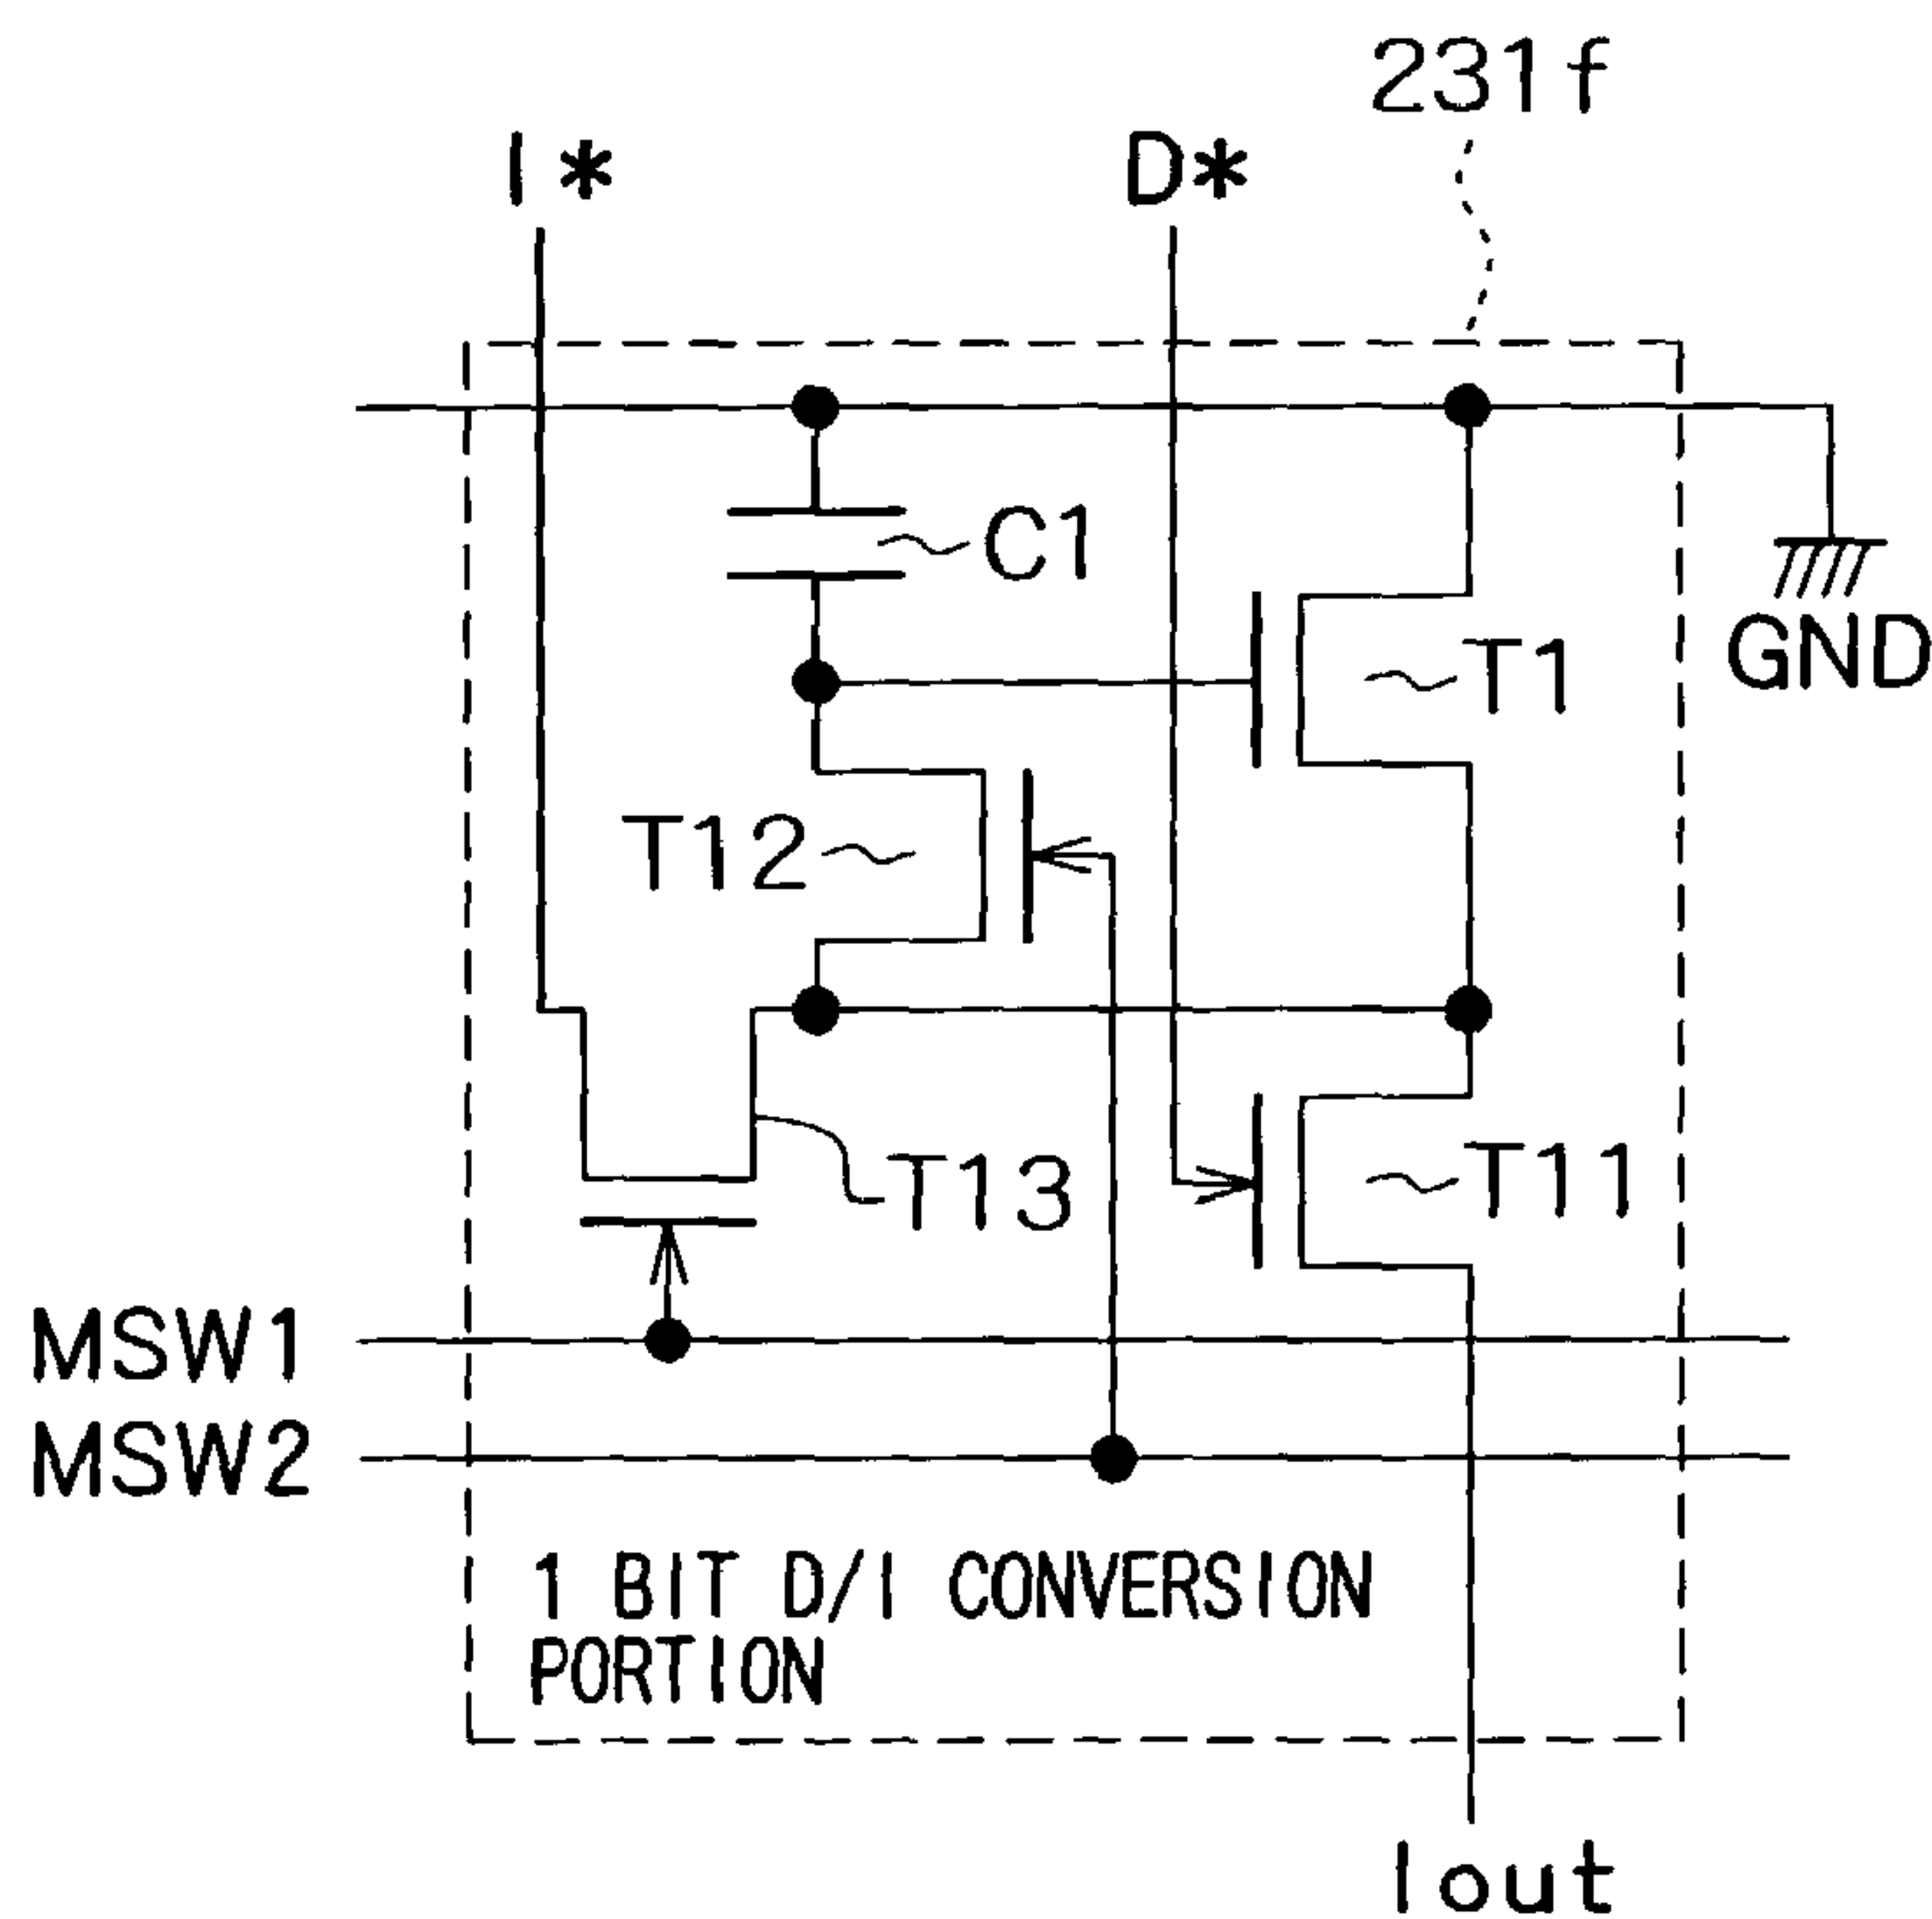 231f
I* D*
C1
T1
GND
T12
T13
T11
MSW1
MSW2
1 BIT D/I CONVERSION
PORTION
Iout